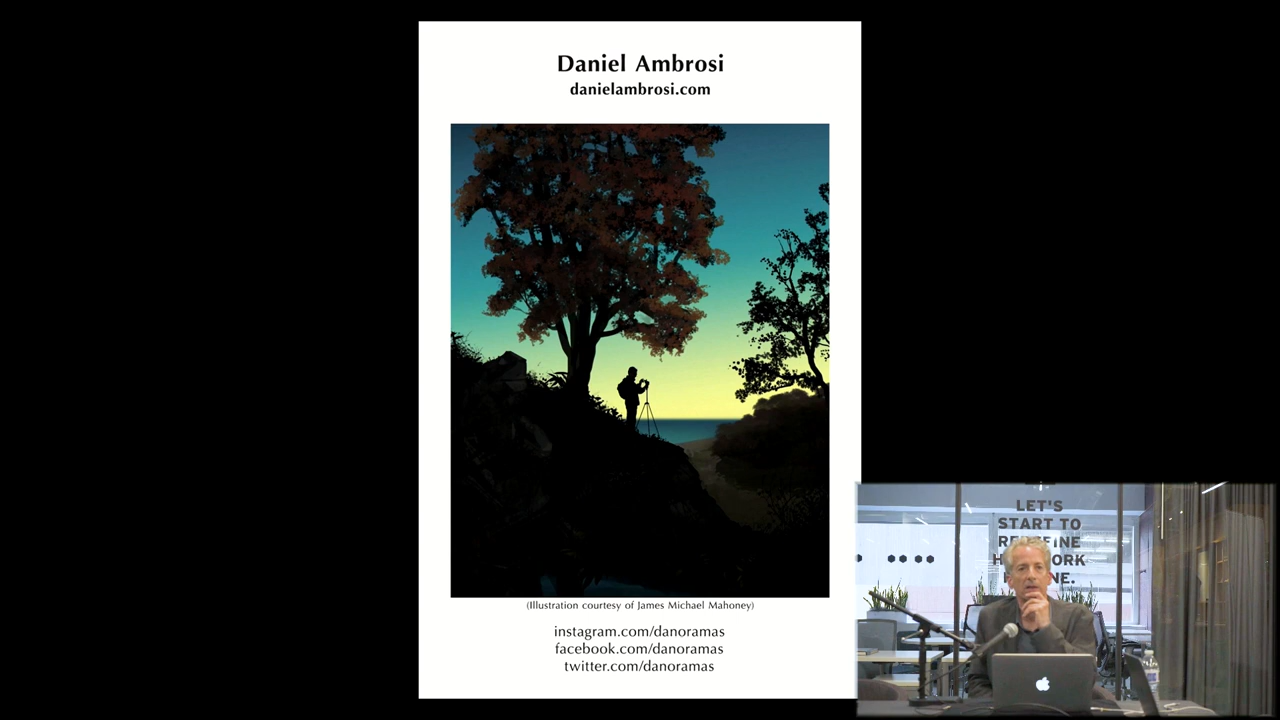 Daniel Ambrosi
danielambrosi.com
(Illustration courtesy of James Michael Mahoney)
instagram.com/danoramas
facebook.com/danoramas
twitter.com/danoramas
LET'S
START TO